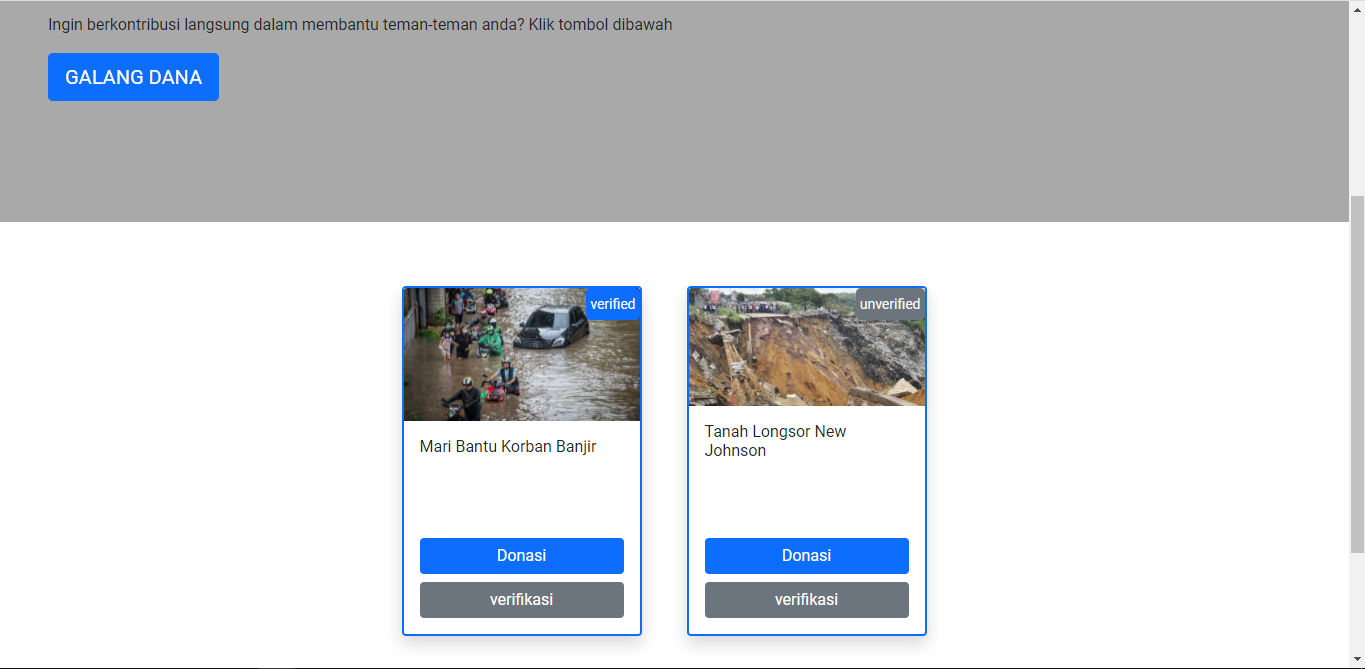 Ingin berkontribusi langsung dalam membantu teman-teman anda? Klik tombol dibawah
GALANG DANA
verified
Mari Bantu Korban Banjir
Donasi
verifikasi
unverified
Tanah Longsor New
Johnson
Donasi
verifikasi